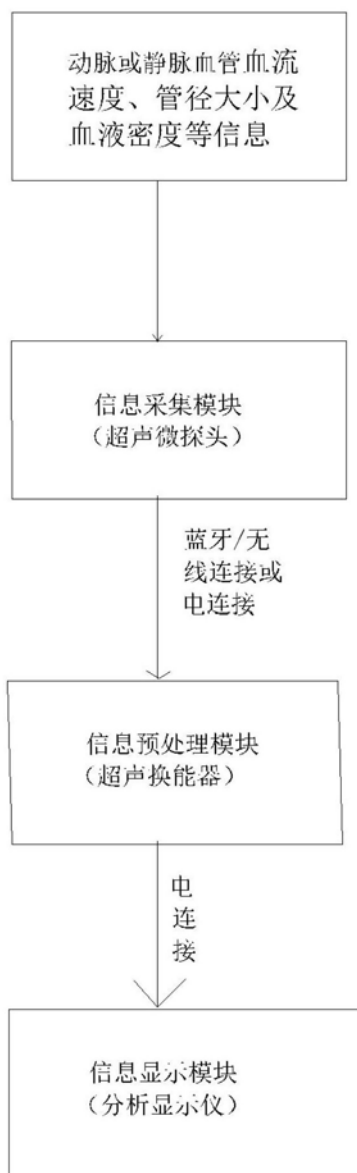 动脉或静脉血管血流
速度、管径大小及
血液密度等信息
信息采集模块
（超声微探头）
蓝牙/无
线连接或
电连接
信息预处理模块
（超声换能器）
电
连
接
信息显示模块
（分析显示仪）